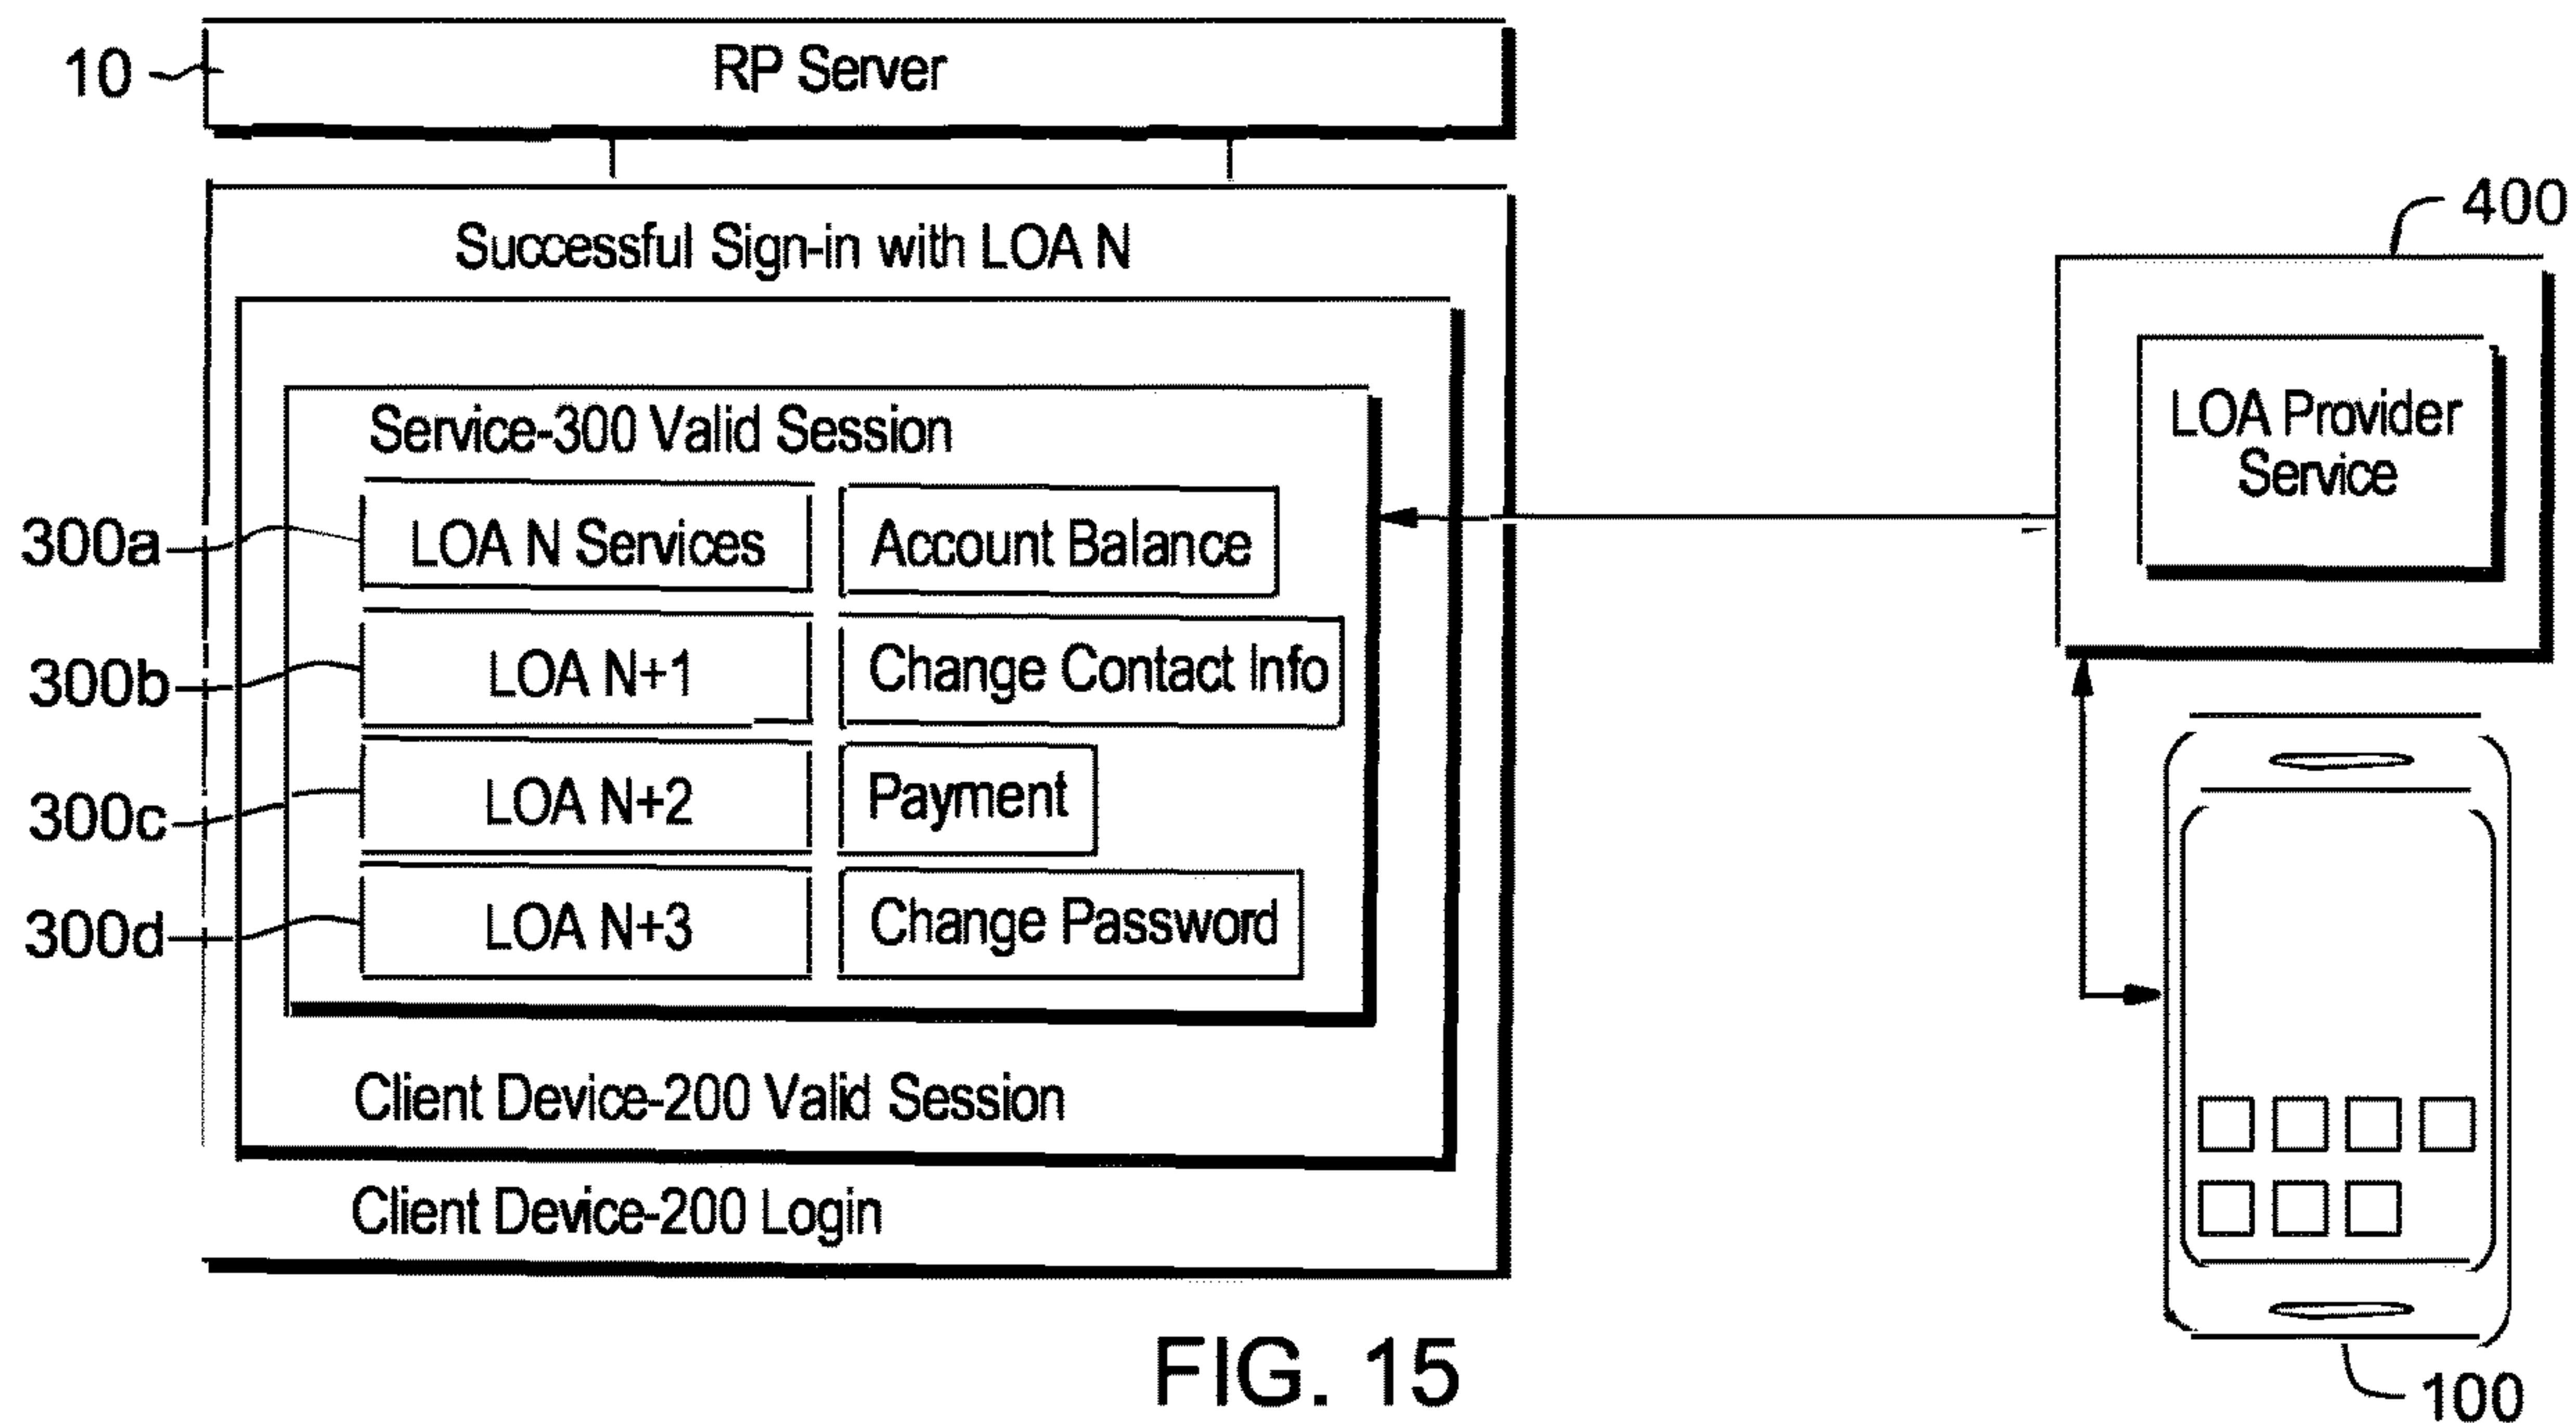 10
RP Server
Successful Sign-in with LOA N
400
Service-300 Valid Session
LOA Provider
Service
300a
LOA N Services
Account Balance
300b
LOA N+1
Change Contact Info
300c
LOA N+2
Payment
300d
LOA N+3
Change Password
Client Device-200 Valid Session
Client Device-200 Login
FIG. 15
100